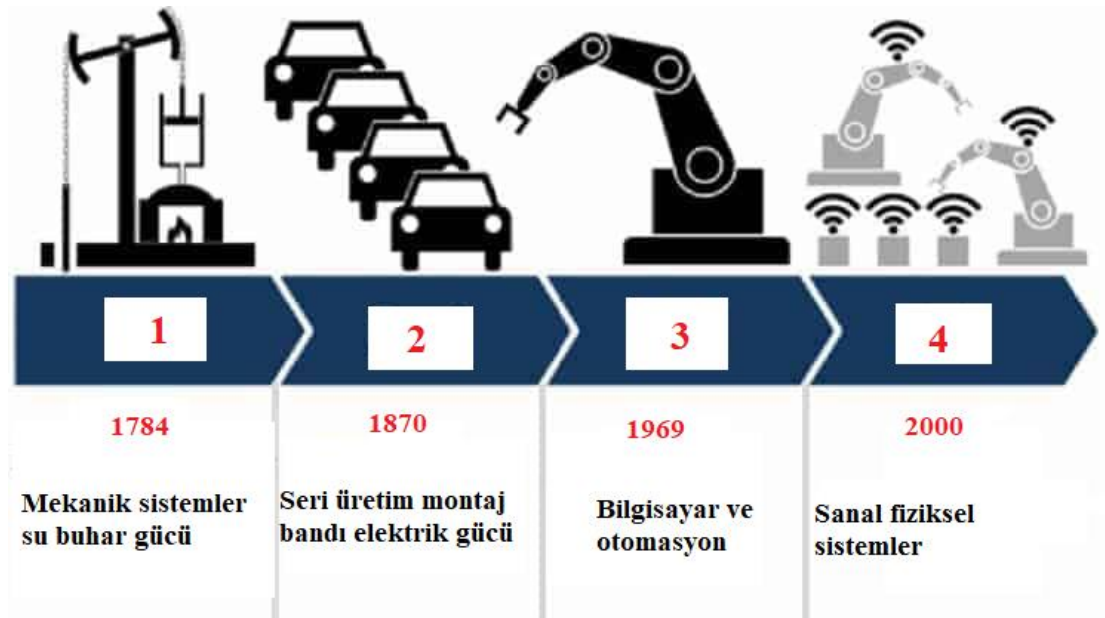 1
2
3
4
1784
1870
1969
2000
Mekanik sistemler
su buhar gücü
Seri üretim montaj
bandı elektrik gücü
Bilgisayar ve
otomasyon
Sanal fiziksel
sistemler